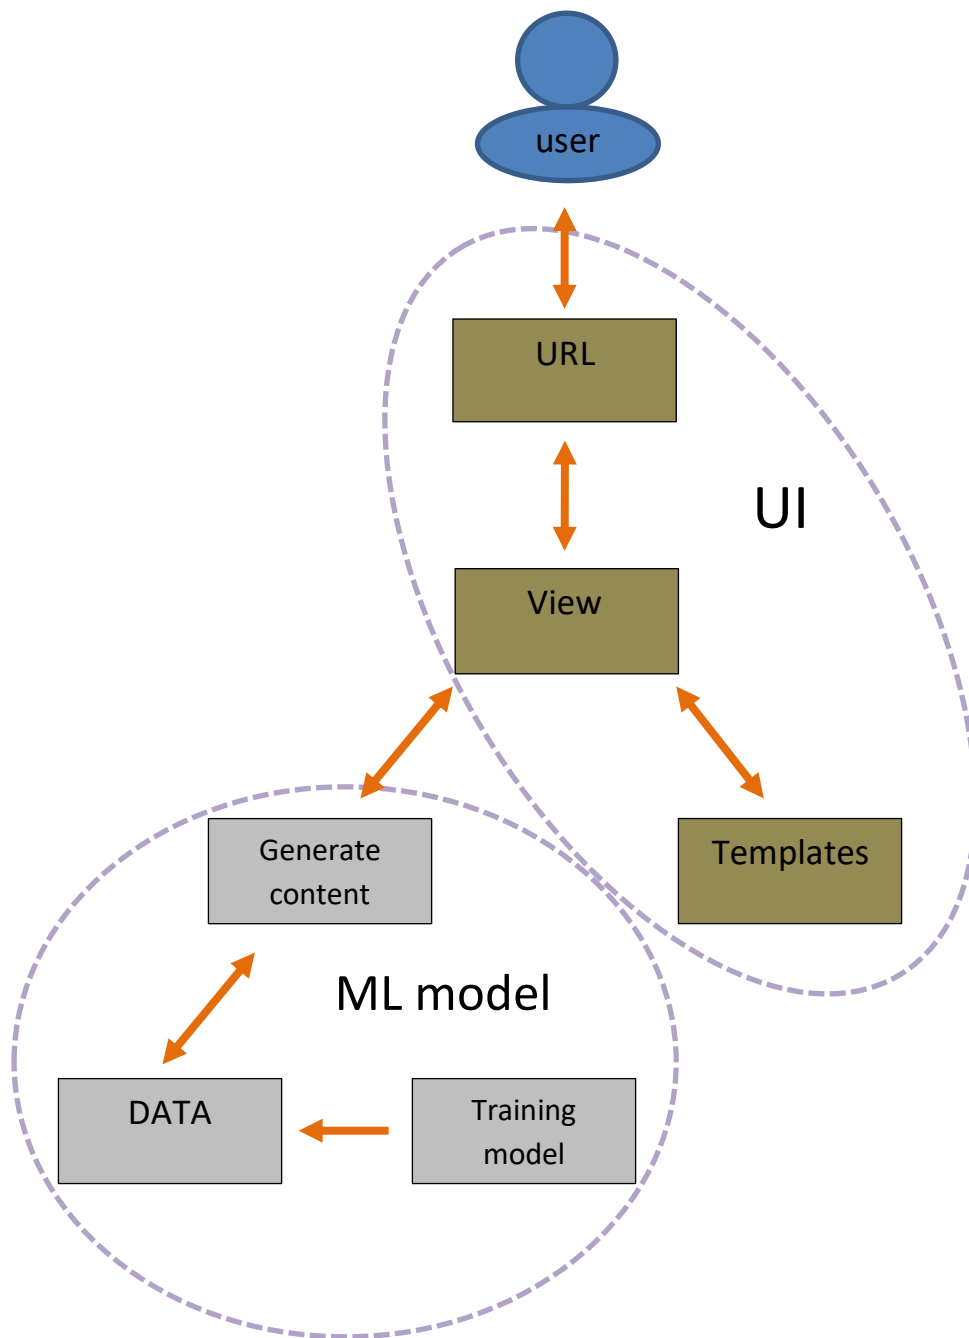 user
URL
UI
View
Generate
content
Templates
ML model
DATA
Training
model